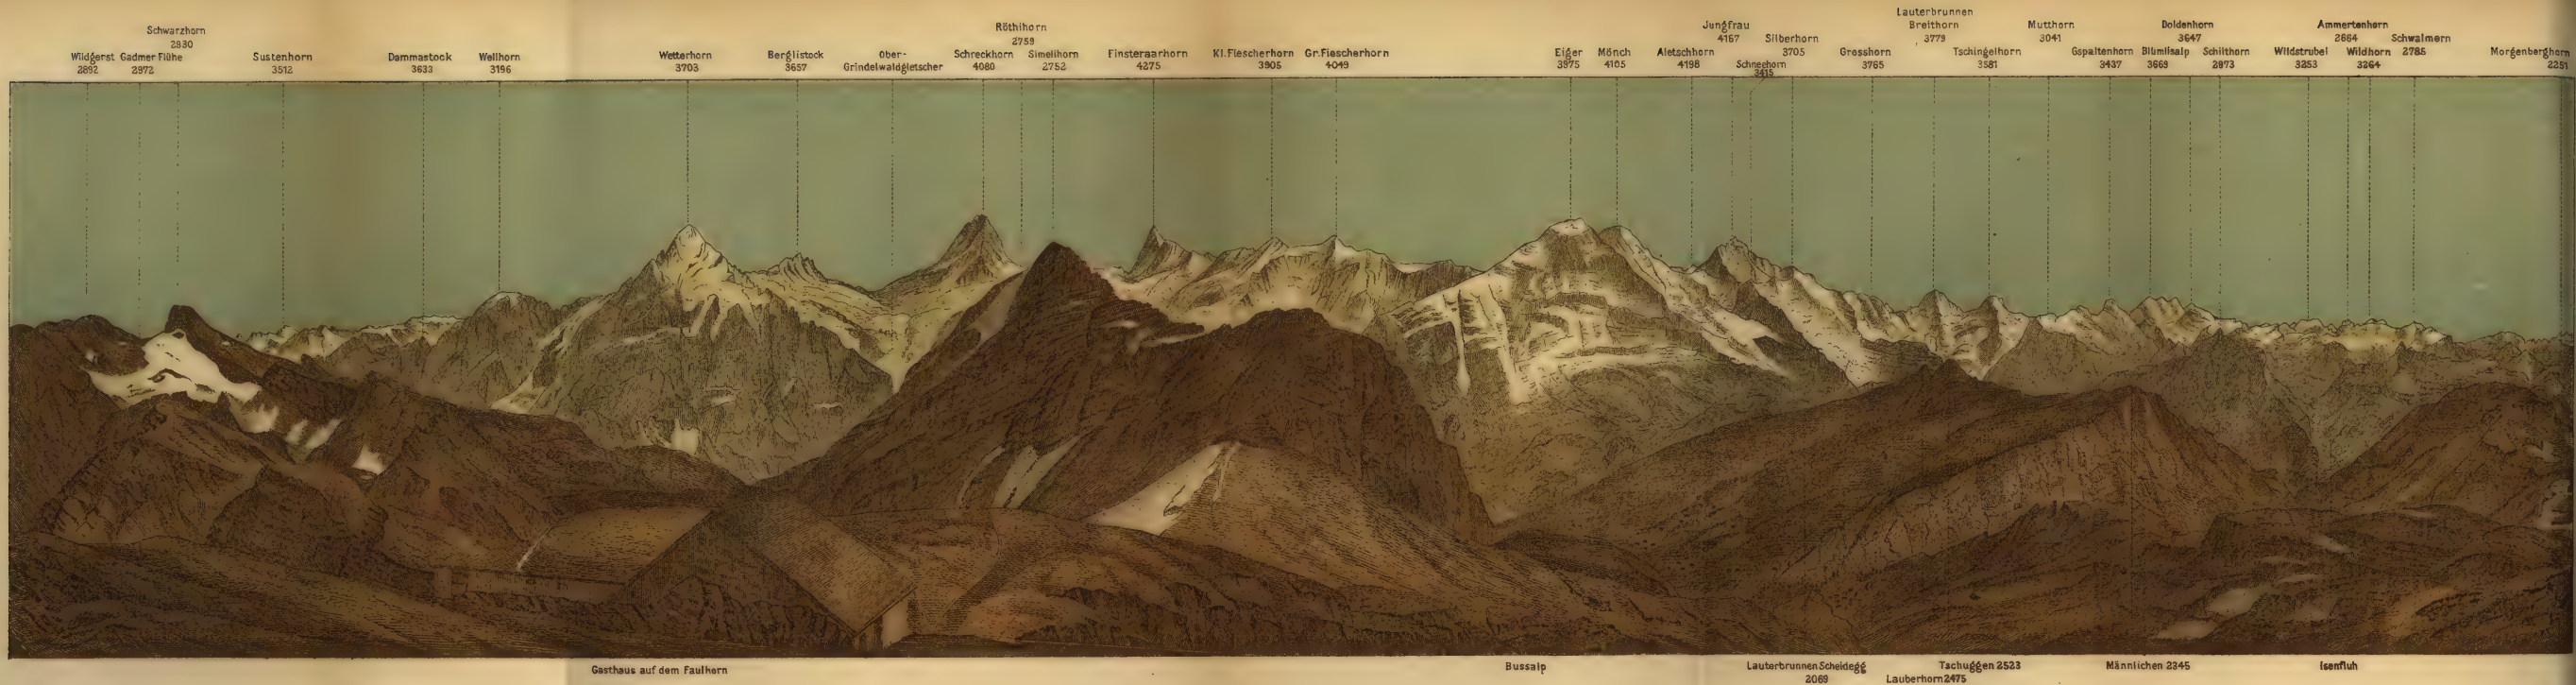 Schwarzhorn
2930
Wildgerst Gadmer Flühe
2892 2972
Sustenhorn
3512
Dammastock
3633
Wellhorn
3196
Wetterhorn
3703
Berglistock
3657
Ober-
Grindelwaldgletscher
Schreckhorn
4080
Röthihorn
2759
Simelihorn
2752
Finsteraarhorn
4275
Kl. Fiescherhorn
3905
Gr. Fiescherhorn
4049
Eiger
3975
Mönch
4105
Aletschhorn
4198
Jungfrau
4167
Schneehorn
3415
Silberhorn
3705
Grosshorn
3765
Lauterbrunnen
Breithorn
3779
Tschingelhorn
3581
Mutthorn
3041
Gspaltenhorn
3437
Blümlisalp
3669
Doldenhorn
3647
Schilthorn
2973
Wildstrubel
3253
Ammertenhorn
2664
Wildhorn
3264
Schwalmern
2785
Morgenberghorn
2251
Gasthaus auf dem Faulhorn
Bussalp
Lauterbrunnen Scheidegg
2069
Lauberhorn 2475
Tschuggen 2523
Männlichen 2345
Isenfluh